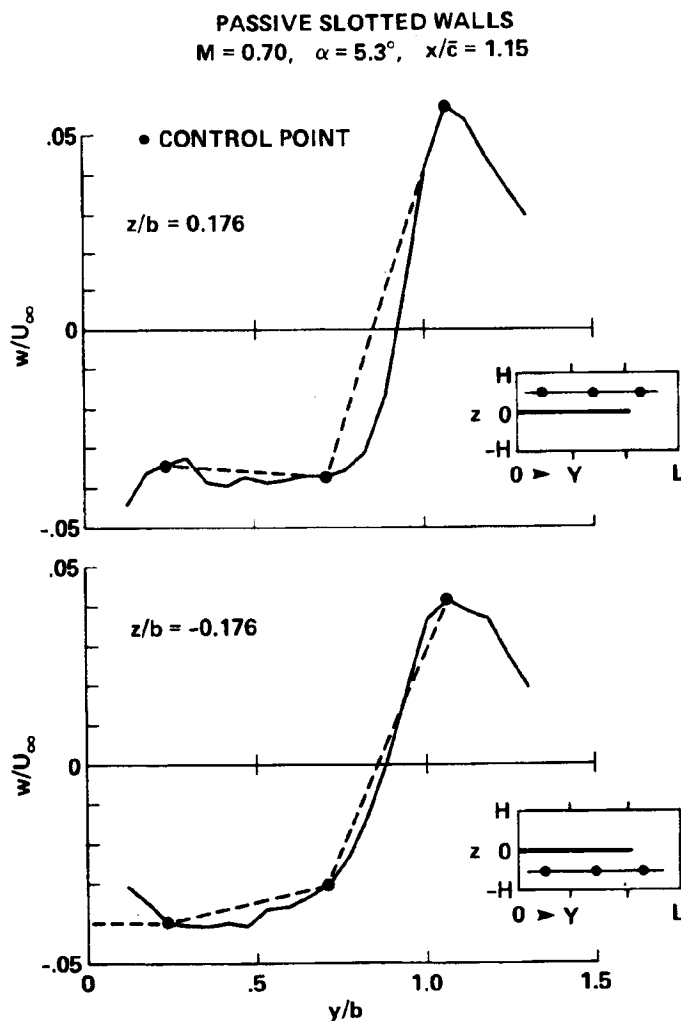 PASSIVE SLOTTED WALLS
M = 0.70, α = 5.3°, x/c̄ = 1.15
.05
• CONTROL POINT
z/b = 0.176
w/U∞
0
-.05
H
z 0
-H
0 ➤ Y L
.05
z/b = -0.176
w/U∞
0
-.05
H
z 0
-H
0 ➤ Y L
0 .5 1.0 1.5
y/b